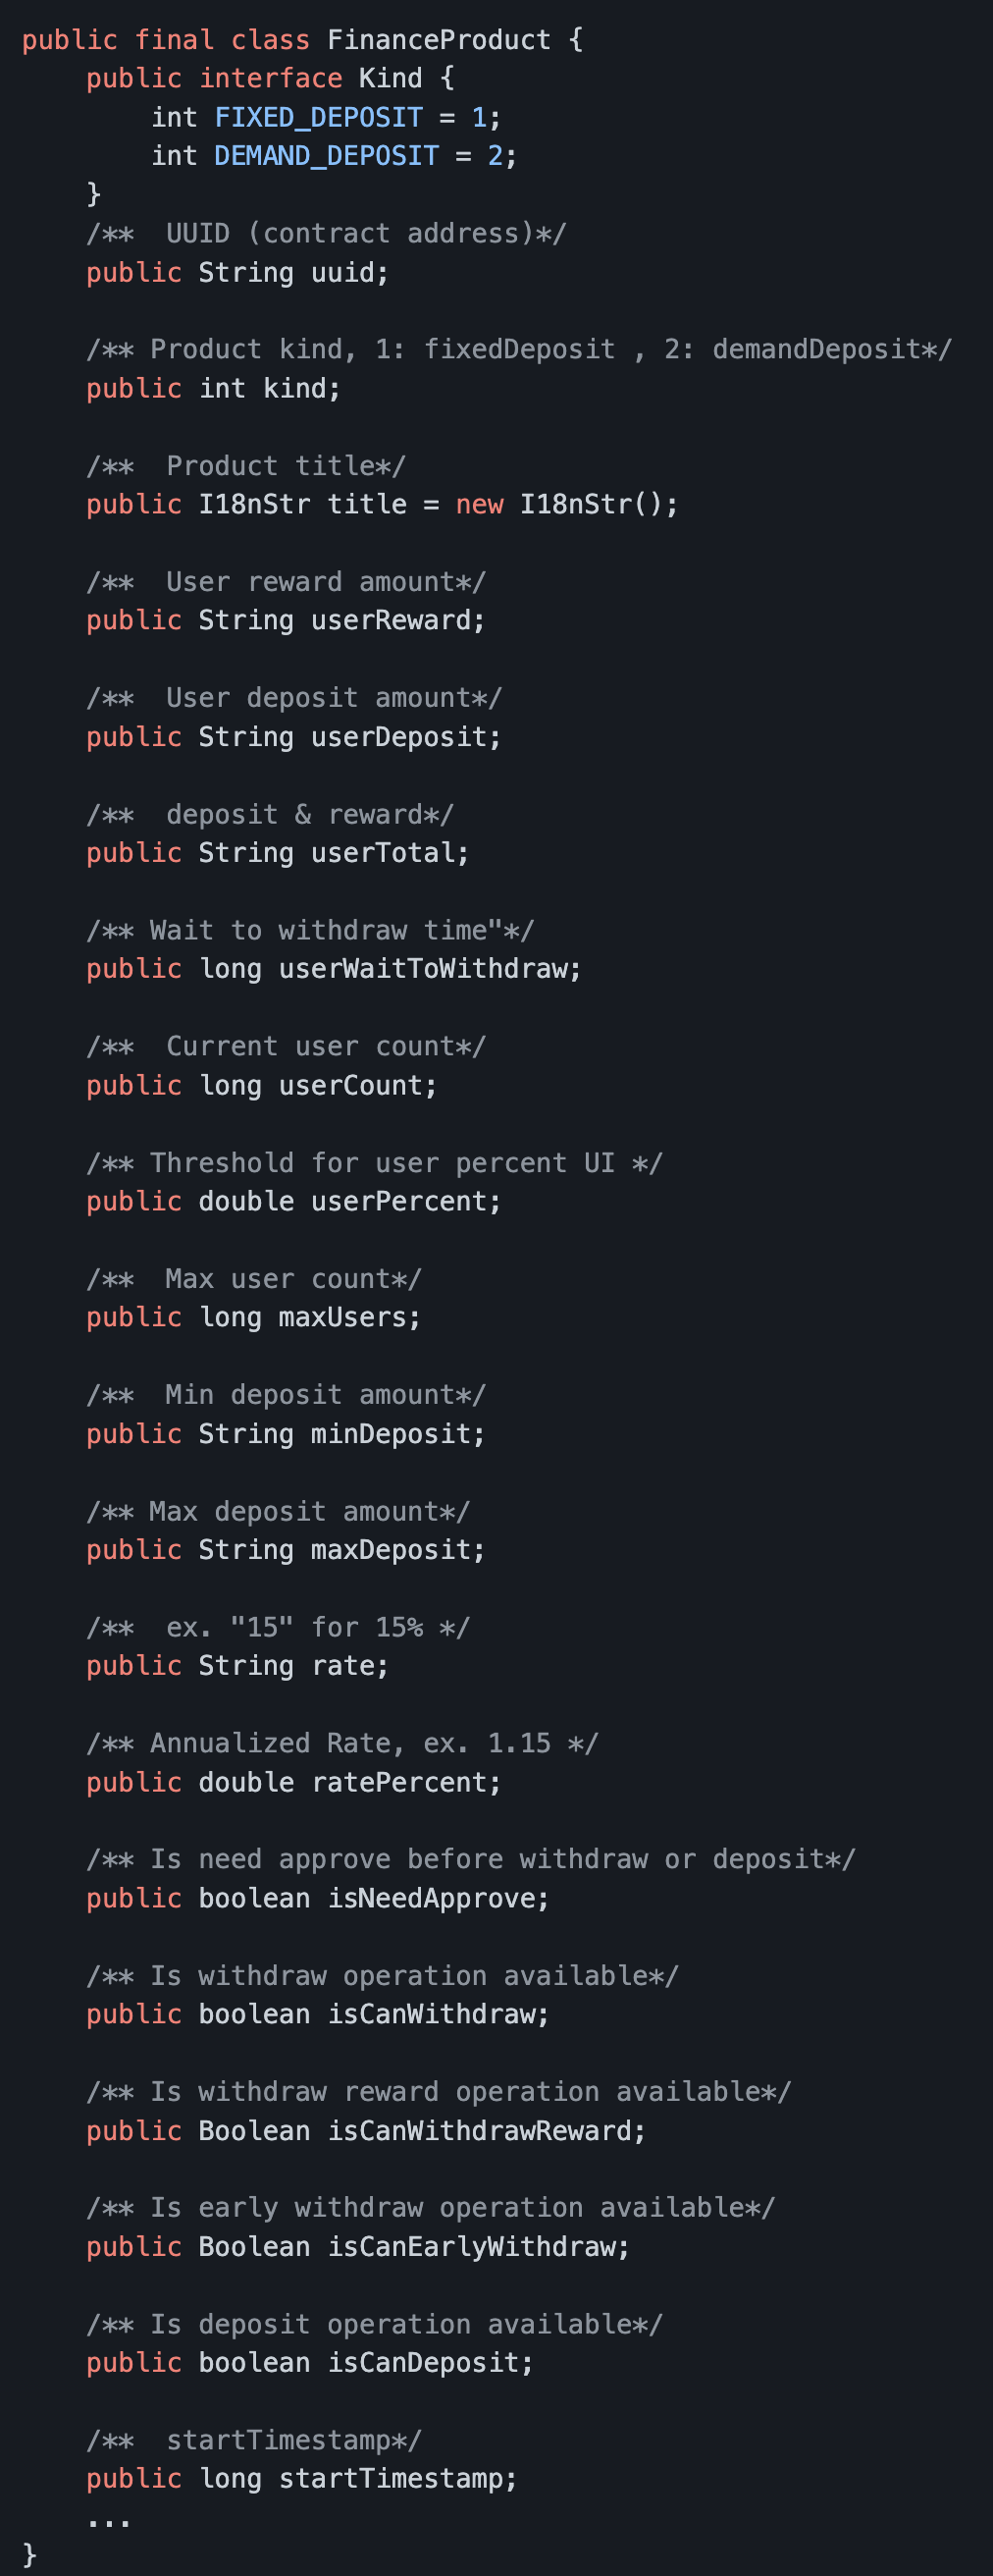 public final class FinanceProduct {
    public interface Kind {
        int FIXED_DEPOSIT = 1;
        int DEMAND_DEPOSIT = 2;
    }
    /**  UUID (contract address)*/
    public String uuid;

    /** Product kind, 1: fixedDeposit , 2: demandDeposit*/
    public int kind;

    /**  Product title*/
    public I18nStr title = new I18nStr();

    /**  User reward amount*/
    public String userReward;

    /**  User deposit amount*/
    public String userDeposit;

    /**  deposit & reward*/
    public String userTotal;

    /** Wait to withdraw time"*/
    public long userWaitToWithdraw;

    /**  Current user count*/
    public long userCount;

    /** Threshold for user percent UI */
    public double userPercent;

    /**  Max user count*/
    public long maxUsers;

    /**  Min deposit amount*/
    public String minDeposit;

    /** Max deposit amount*/
    public String maxDeposit;

    /**  ex. "15" for 15% */
    public String rate;

    /** Annualized Rate, ex. 1.15 */
    public double ratePercent;

    /** Is need approve before withdraw or deposit*/
    public boolean isNeedApprove;

    /** Is withdraw operation available*/
    public boolean isCanWithdraw;

    /** Is withdraw reward operation available*/
    public Boolean isCanWithdrawReward;

    /** Is early withdraw operation available*/
    public Boolean isCanEarlyWithdraw;

    /** Is deposit operation available*/
    public boolean isCanDeposit;

    /**  startTimestamp*/
    public long startTimestamp;
    ...
}